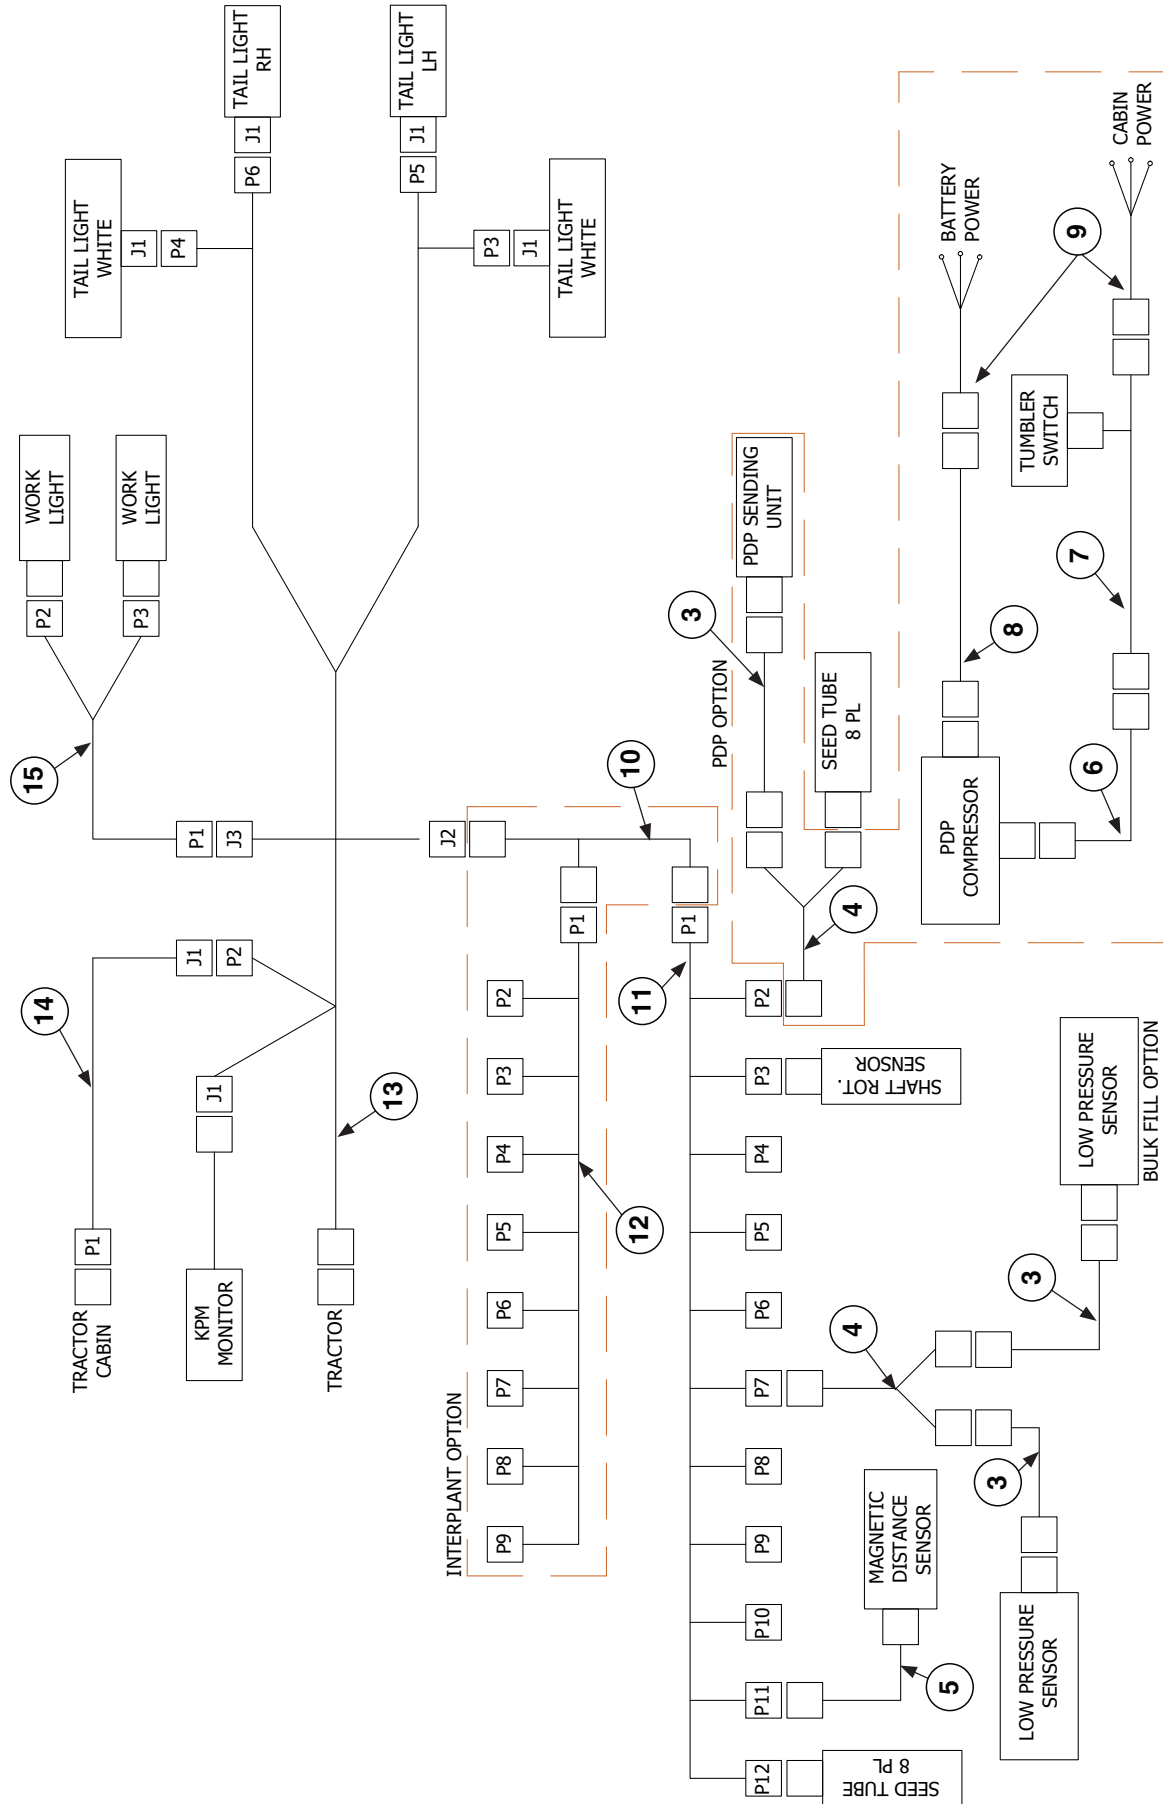 TRACTOR
CABIN
P1
14
J1
P2
KPM
MONITOR
J1
TRACTOR
13
15
P1
J3
P2
WORK
LIGHT
P3
WORK
LIGHT
TAIL LIGHT
WHITE
J1
P4
P6
J1
TAIL LIGHT
RH
P5
J1
TAIL LIGHT
LH
P3
J1
TAIL LIGHT
WHITE
J2
10
INTERPLANT OPTION
P9
P8
P7
P6
P5
P4
P3
P2
P1
12
P1
11
P12
P11
P10
P9
P8
P7
P6
P5
P4
P3
P2
SEED TUBE
8 PL
5
MAGNETIC
DISTANCE
SENSOR
LOW PRESSURE
SENSOR
3
4
3
LOW PRESSURE
SENSOR
BULK FILL OPTION
SHAFT ROT.
SENSOR
PDP OPTION
4
3
PDP SENDING
UNIT
SEED TUBE
8 PL
PDP
COMPRESSOR
8
BATTERY
POWER
9
6
7
TUMBLER
SWITCH
CABIN
POWER